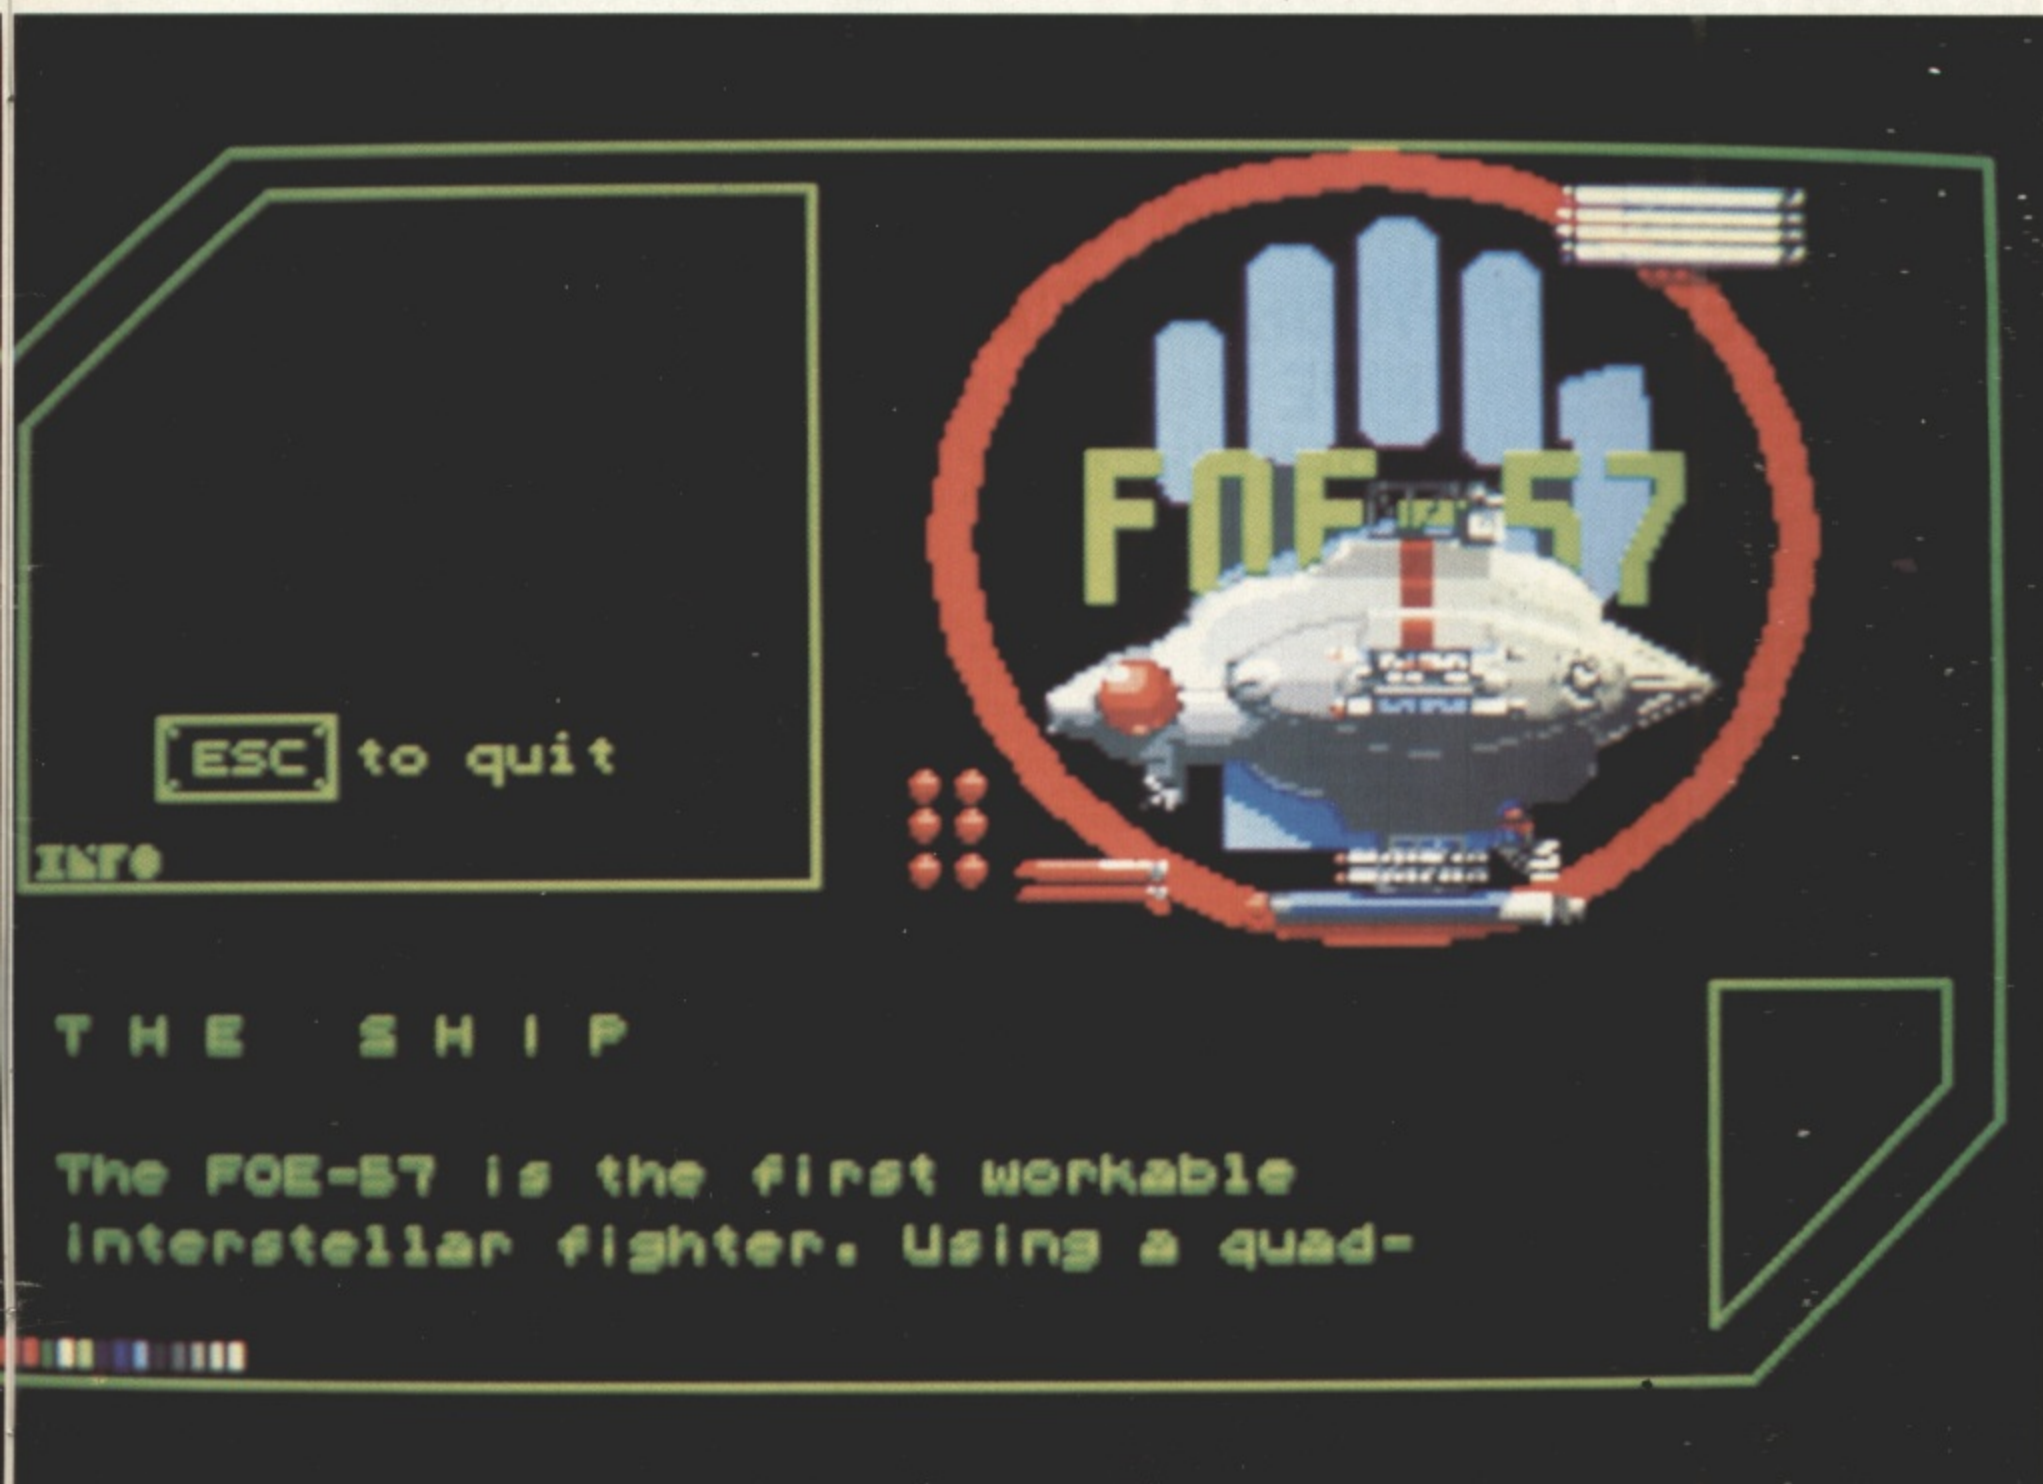 FOE-57
ESC to quit
INFO
THE SHIP
The FOE-57 is the first workable
interstellar fighter. Using a quad-